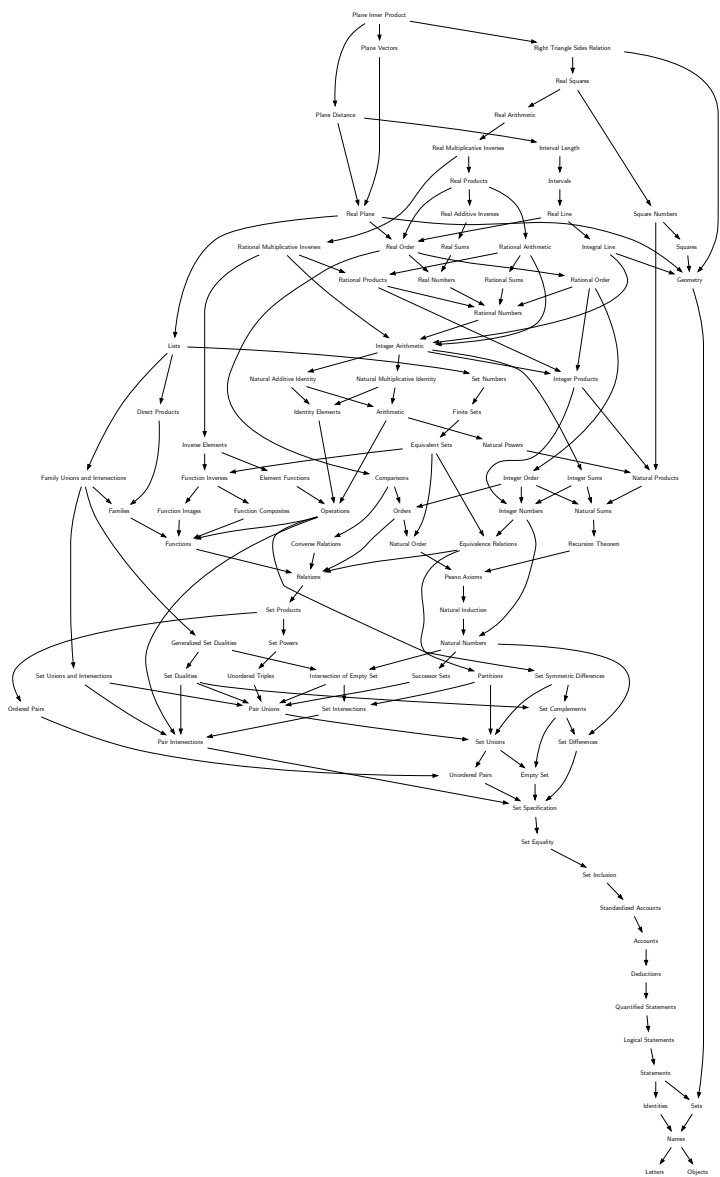 Plane Inner Product
Plane Vectors
Right Triangle Sides Relation
Real Squares
Plane Distance
Real Arithmetic
Real Multiplicative Inverses
Interval Length
Real Products
Intervals
Real Plane
Real Additive Inverses
Real Line
Square Numbers
Rational Multiplicative Inverses
Real Order
Real Sums
Rational Arithmetic
Integral Line
Squares
Rational Products
Real Numbers
Rational Sums
Rational Order
Geometry
Rational Numbers
Lists
Integer Arithmetic
Natural Additive Identity
Natural Multiplicative Identity
Set Numbers
Integer Products
Direct Products
Identity Elements
Arithmetic
Finite Sets
Inverse Elements
Equivalent Sets
Natural Powers
Family Unions and Intersections
Function Inverses
Element Functions
Comparisons
Integer Order
Integer Sums
Natural Products
Families
Function Images
Function Composites
Operations
Orders
Integer Numbers
Natural Sums
Functions
Converse Relations
Natural Order
Equivalence Relations
Recursion Theorem
Relations
Peano Axioms
Set Products
Natural Induction
Generalized Set Dualities
Set Powers
Natural Numbers
Set Unions and Intersections
Set Dualities
Unordered Triples
Intersection of Empty Set
Successor Sets
Partitions
Set Symmetric Differences
Ordered Pairs
Pair Unions
Set Intersections
Set Complements
Pair Intersections
Set Unions
Set Differences
Unordered Pairs
Empty Set
Set Specification
Set Equality
Set Inclusion
Standardized Accounts
Accounts
Deductions
Quantified Statements
Logical Statements
Statements
Identities
Sets
Names
Letters
Objects